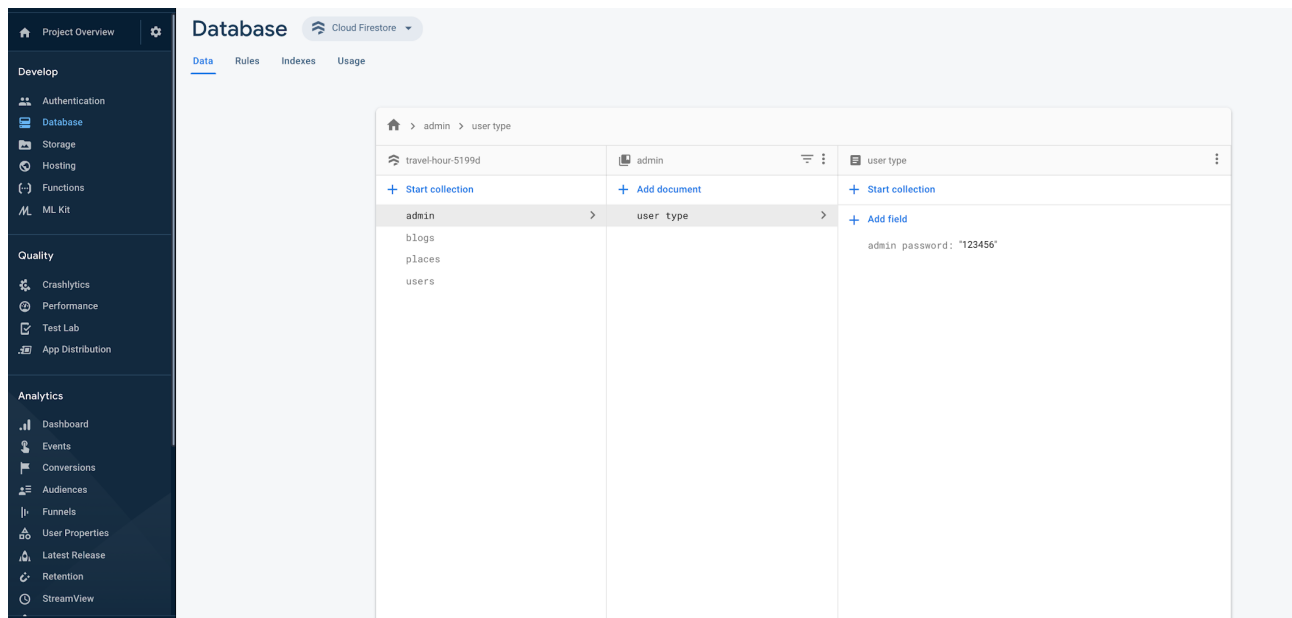 Project Overview
Develop
Authentication
Database
Storage
Hosting
Functions
ML Kit
Quality
Crashlytics
Performance
Test Lab
App Distribution
Analytics
Dashboard
Events
Conversions
Audiences
Funnels
User Properties
Latest Release
Retention
StreamView
Database Cloud Firestore
Data Rules Indexes Usage
admin > user type
travel-hour-5199d
Start collection
admin
blogs
places
users
admin
Add document
user type
user type
Start collection
Add field
admin password: "123456"